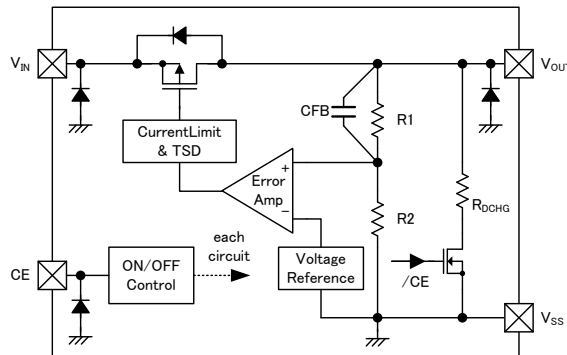 VIN
VOUT
CFB
R1
CurrentLimit
& TSD
+
Error
Amp
−
R2
RDCHG
each
circuit
CE
ON/OFF
Control
Voltage
Reference
/CE
VSS